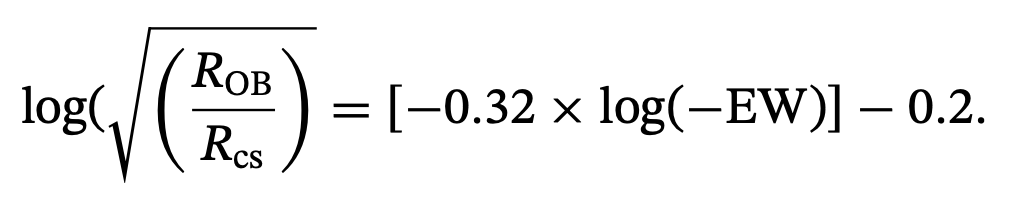 log(√(R_OB/R_cs) = [−0.32 × log(−EW)] − 0.2.